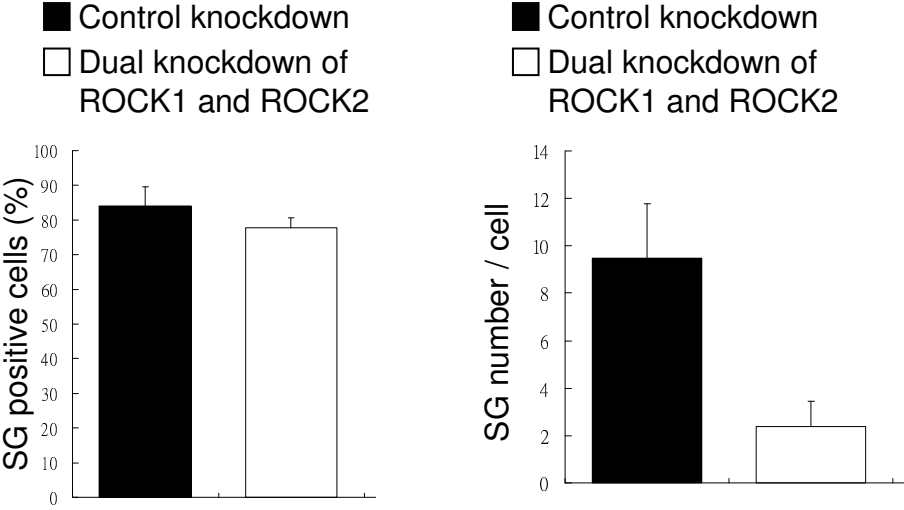 Control knockdown
Dual knockdown of
ROCK1 and ROCK2
SG positive cells (%)
100
90
80
70
60
50
40
30
20
10
0
Control knockdown
Dual knockdown of
ROCK1 and ROCK2
SG number / cell
14
12
10
8
6
4
2
0